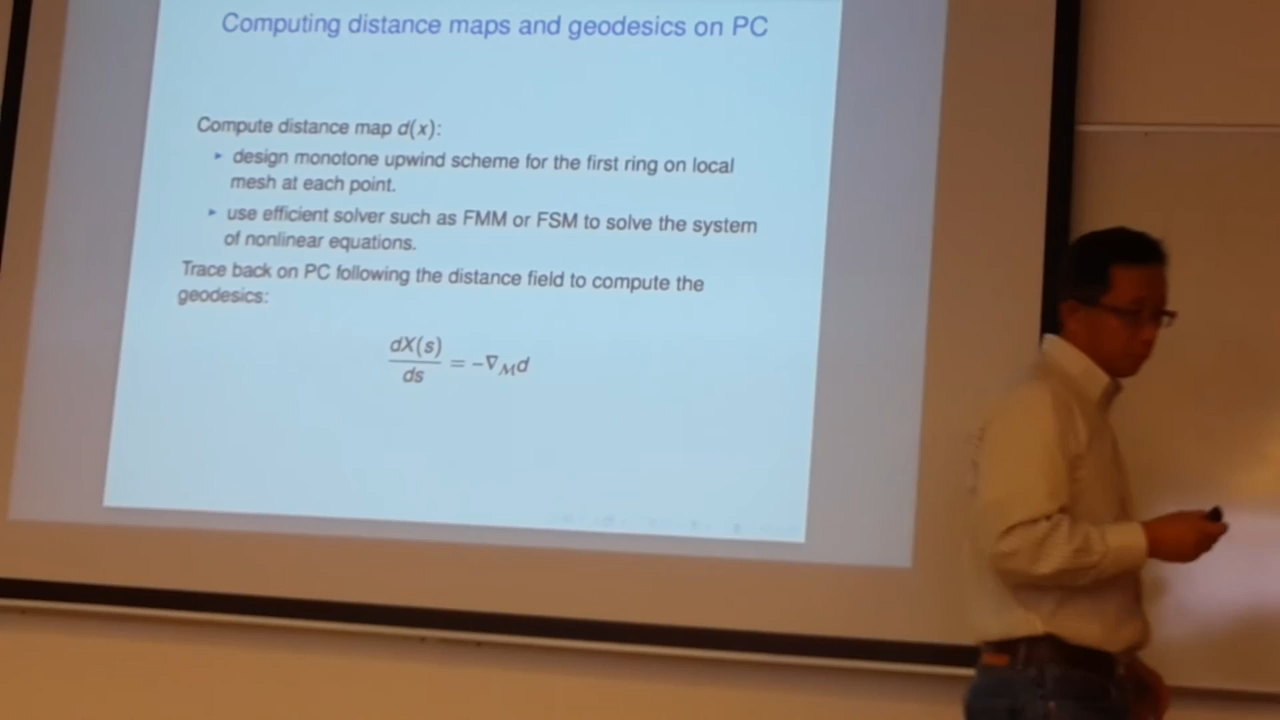 Computing distance maps and geodesics on PC
Compute distance map d(x):
▸ design monotone upwind scheme for the first ring on local
mesh at each point.
▸ use efficient solver such as FMM or FSM to solve the system
of nonlinear equations.
Trace back on PC following the distance field to compute the
geodesics:
dX(s)/ds = −∇_M d